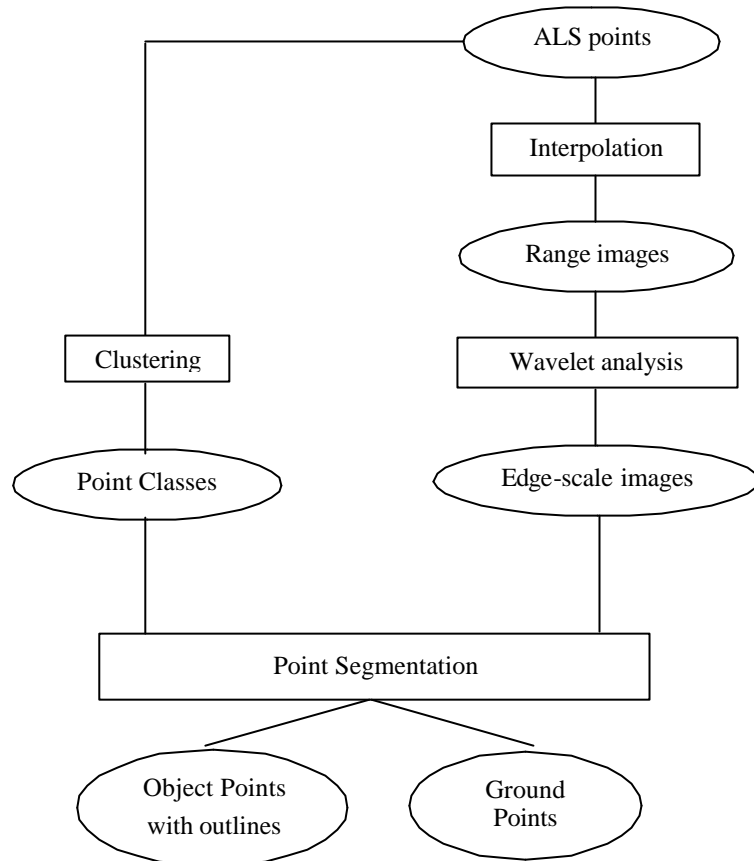 ALS points
Interpolation
Range images
Clustering
Wavelet analysis
Point Classes
Edge-scale images
Point Segmentation
Object Points
with outlines
Ground
Points